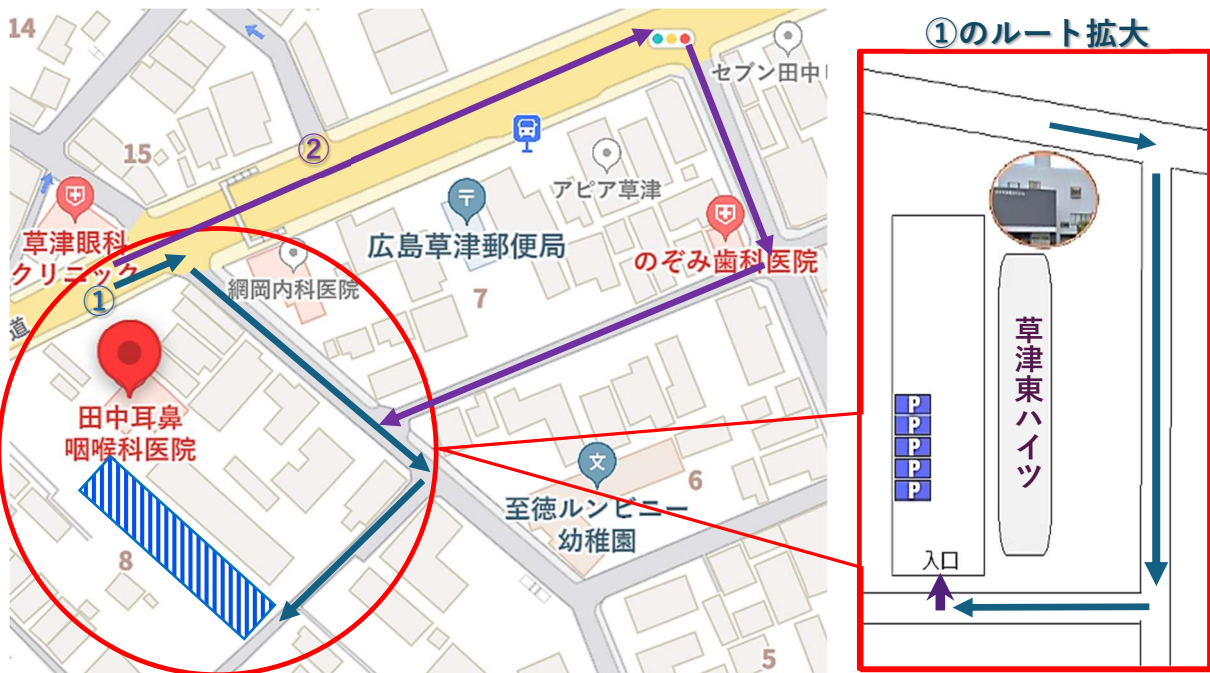 14
15
②
セブン田中
アピア草津
広島草津郵便局
のぞみ歯科医院
草津眼科
クリニック
①
網岡内科医院
7
道
田中耳鼻
咽喉科医院
文
至徳ルンビニー
幼稚園
6
8
5
①のルート拡大
草津東ハイツ
P
P
P
P
P
入口